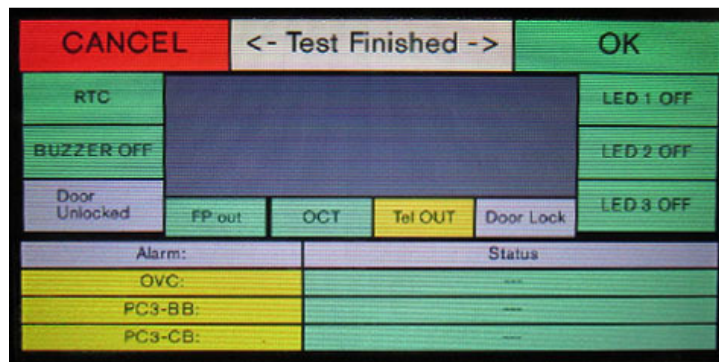 CANCEL <- Test Finished -> OK
RTC LED 1 OFF
BUZZER OFF LED 2 OFF
Door
Unlocked FP out OCT Tel OUT Door Lock LED 3 OFF
Alarm: Status
OVC: ---
PC3-BB: ---
PC3-CB: ---